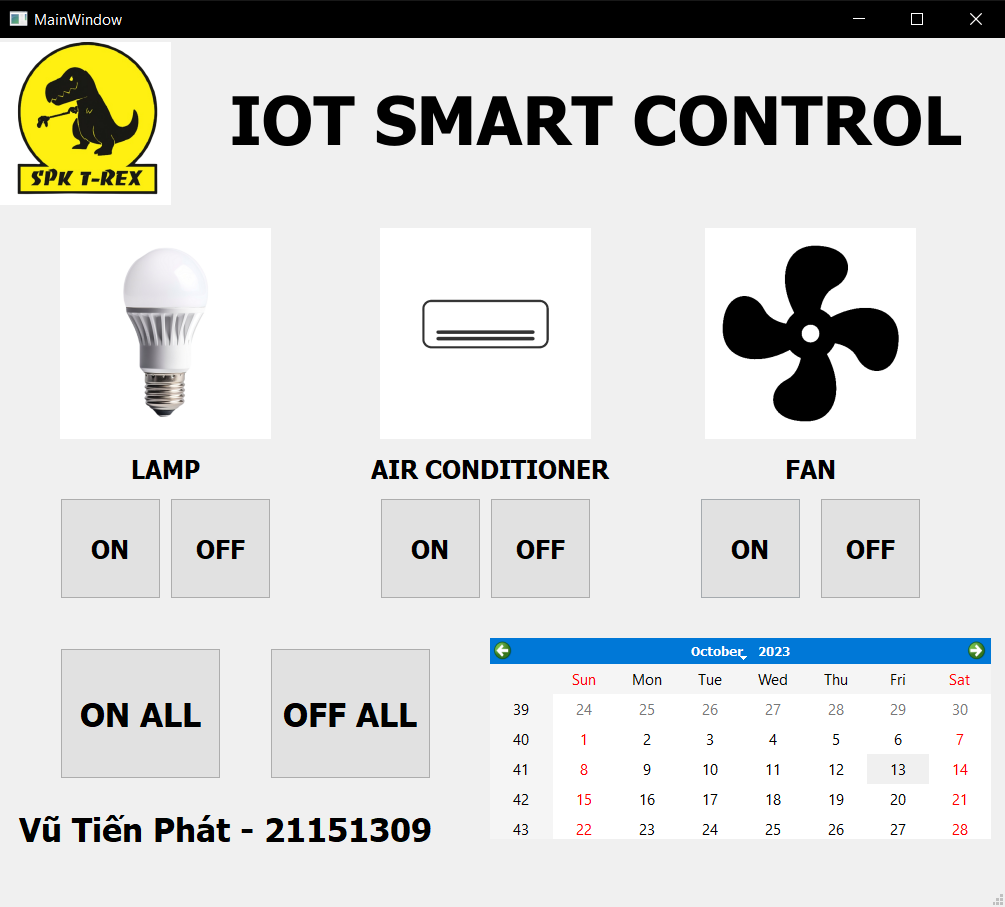 MainWindow
SPK T-REX
IOT SMART CONTROL
LAMP
AIR CONDITIONER
FAN
ON OFF
ON OFF
ON OFF
ON ALL
OFF ALL
Vũ Tiến Phát - 21151309
October 2023
Sun Mon Tue Wed Thu Fri Sat
39 24 25 26 27 28 29 30
40 1 2 3 4 5 6 7
41 8 9 10 11 12 13 14
42 15 16 17 18 19 20 21
43 22 23 24 25 26 27 28